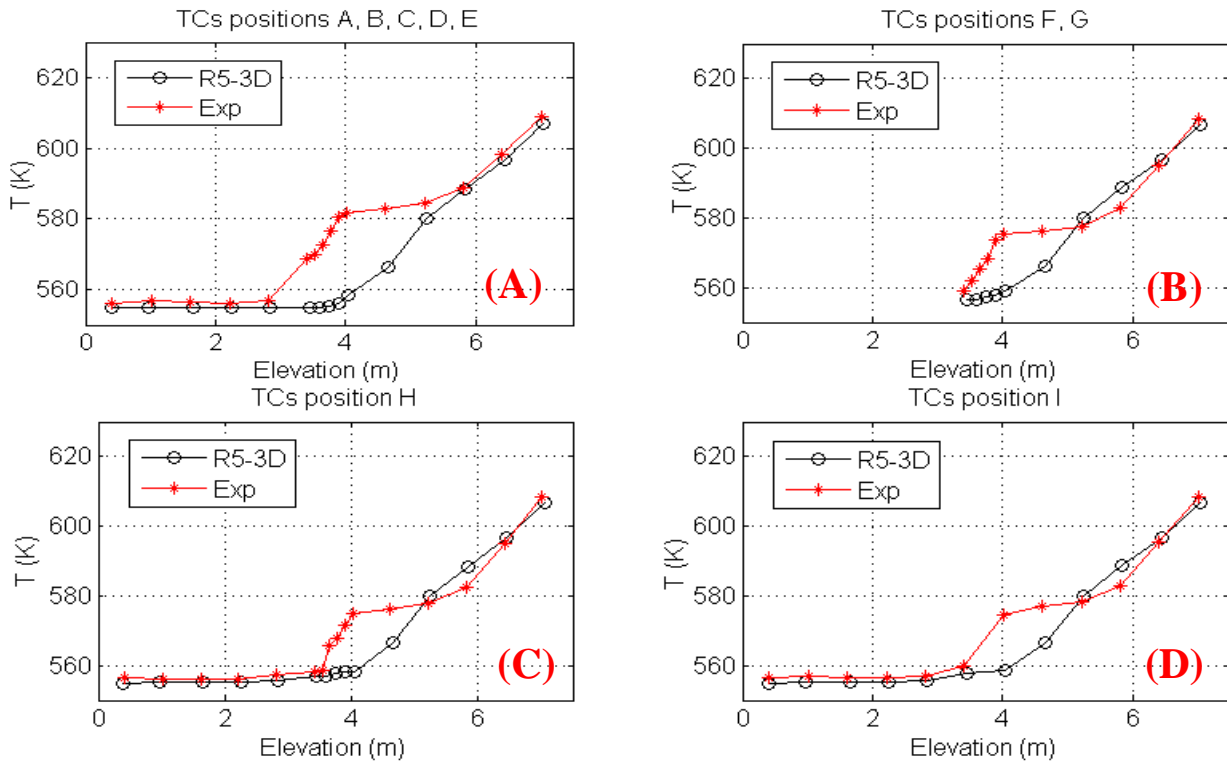 TCs positions A, B, C, D, E
T (K)
620
600
580
560
R5-3D
Exp
(A)
0 2 4 6
Elevation (m)
TCs positions F, G
T (K)
620
600
580
560
R5-3D
Exp
(B)
0 2 4 6
Elevation (m)
TCs position H
T (K)
620
600
580
560
R5-3D
Exp
(C)
0 2 4 6
Elevation (m)
TCs position I
T (K)
620
600
580
560
R5-3D
Exp
(D)
0 2 4 6
Elevation (m)